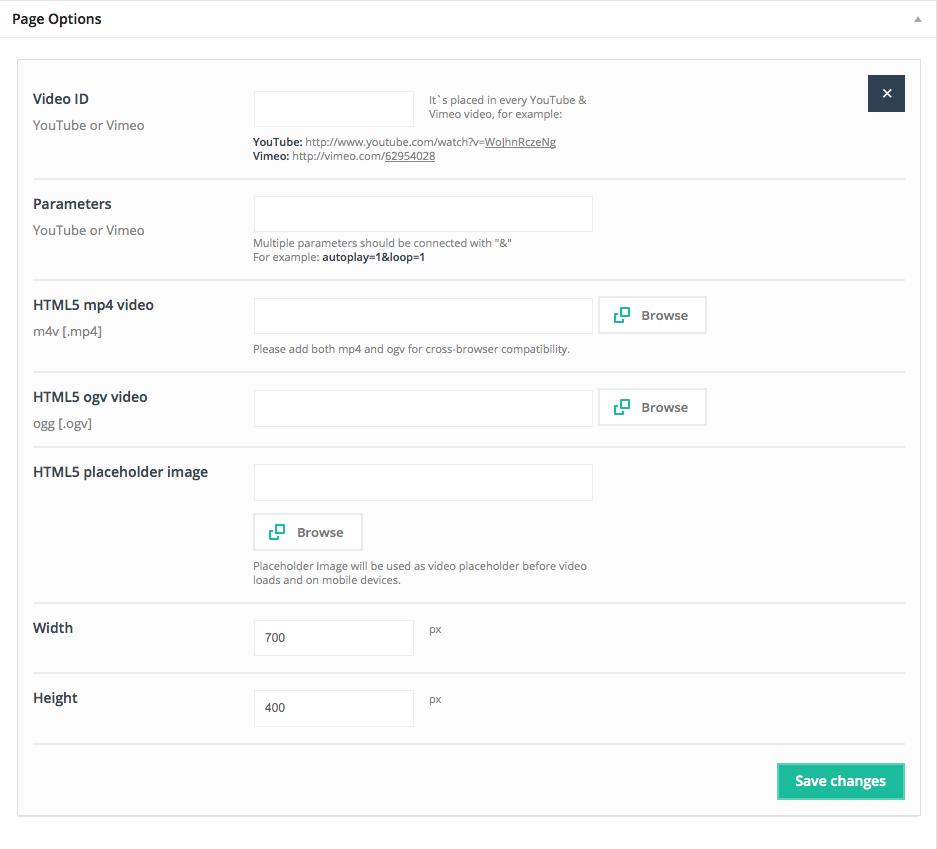 Page Options
Video ID
YouTube or Vimeo
It`s placed in every YouTube &
Vimeo video, for example:
YouTube: http://www.youtube.com/watch?v=WoJhnRczeNg
Vimeo: http://vimeo.com/62954028
Parameters
YouTube or Vimeo
Multiple parameters should be connected with "&"
For example: autoplay=1&loop=1
HTML5 mp4 video
m4v [.mp4]
Browse
Please add both mp4 and ogv for cross-browser compatibility.
HTML5 ogv video
ogg [.ogv]
Browse
HTML5 placeholder image
Browse
Placeholder Image will be used as video placeholder before video
loads and on mobile devices.
Width
700
px
Height
400
px
Save changes